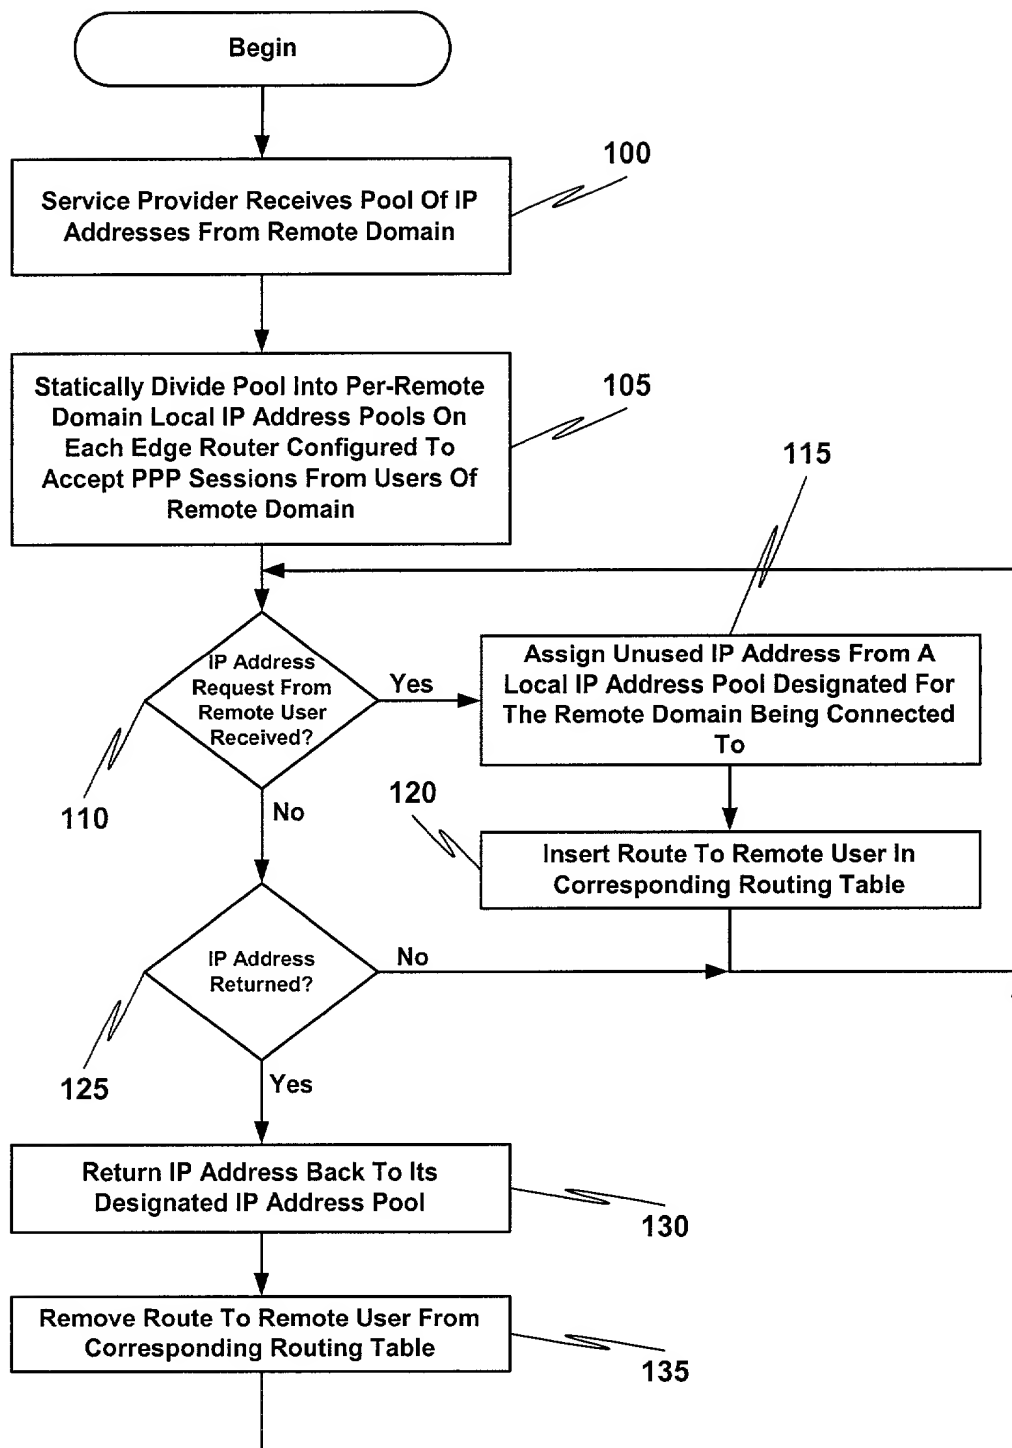 Begin
100
Service Provider Receives Pool Of IP
Addresses From Remote Domain
105
Statically Divide Pool Into Per-Remote
Domain Local IP Address Pools On
Each Edge Router Configured To
Accept PPP Sessions From Users Of
Remote Domain
115
IP Address
Request From
Remote User
Received?
Yes
Assign Unused IP Address From A
Local IP Address Pool Designated For
The Remote Domain Being Connected
To
110
No
120
Insert Route To Remote User In
Corresponding Routing Table
IP Address
Returned?
No
125
Yes
Return IP Address Back To Its
Designated IP Address Pool
130
Remove Route To Remote User From
Corresponding Routing Table
135